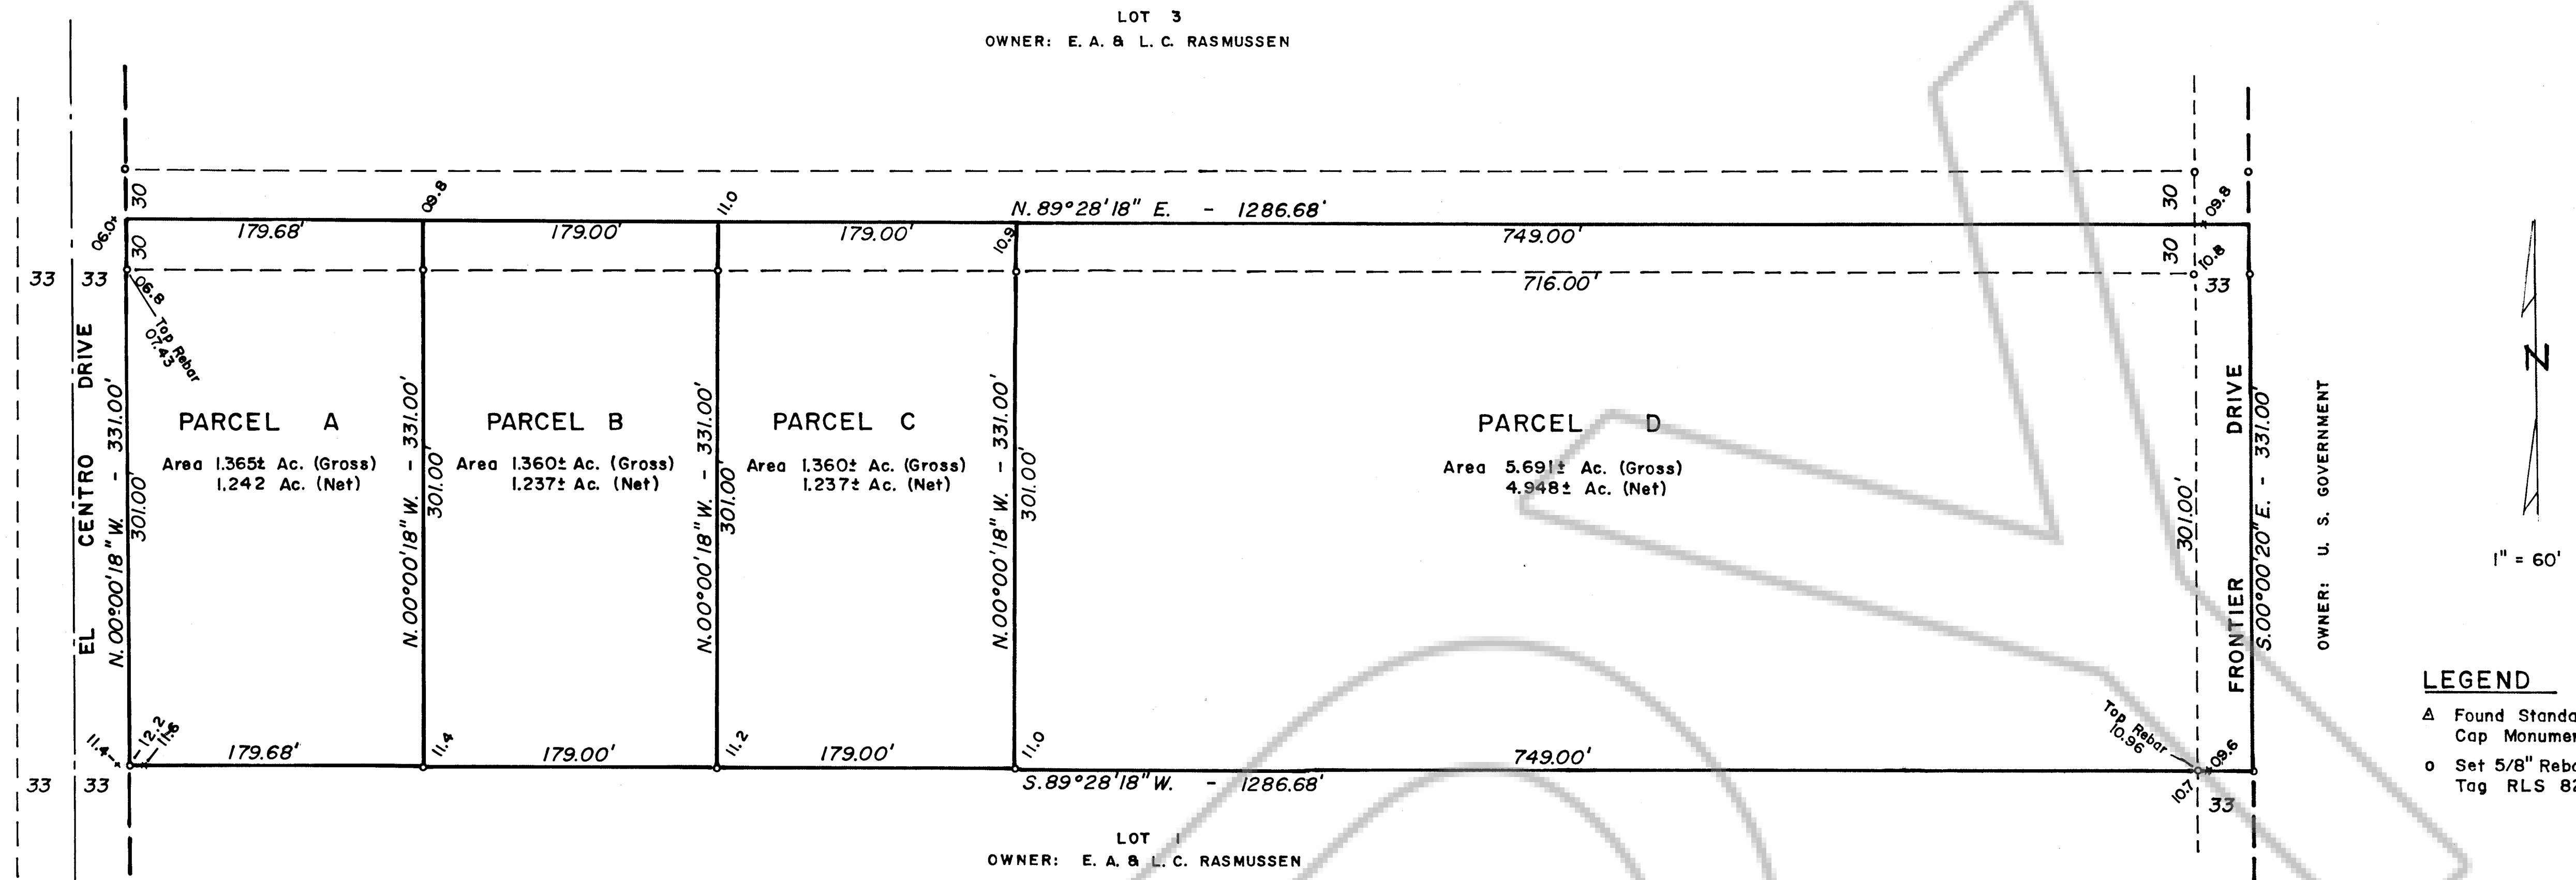 LOT 3
OWNER: E. A. & L. C. RASMUSSEN
30
09.8
11.0
N. 89°28'18" E. - 1286.68'
30
09.8
06.0
179.68'
179.00'
179.00'
10.9
749.00'
30
30
10.8
33
33
716.00'
33
06.8
Top Rebar
07.43
EL CENTRO DRIVE
N.00°00'18" W. - 331.00'
301.00'
PARCEL A
Area 1.365± Ac. (Gross)
1.242 Ac. (Net)
N.00°00'18" W. - 331.00'
301.00'
PARCEL B
Area 1.360± Ac. (Gross)
1.237± Ac. (Net)
N.00°00'18" W. - 331.00'
301.00'
PARCEL C
Area 1.360± Ac. (Gross)
1.237± Ac. (Net)
N.00°00'18" W. - 331.00'
301.00'
PARCEL D
Area 5.691± Ac. (Gross)
4.948± Ac. (Net)
301.00'
FRONTIER DRIVE
S.00°00'20" E. - 331.00'
OWNER: U. S. GOVERNMENT
N
1" = 60'
LEGEND
Found Standa
Cap Monumen
Set 5/8" Reba
Tag RLS 82
11.4
12.2
11.6
179.68'
11.4
179.00'
11.2
179.00'
11.0
749.00'
Top Rebar
10.96
09.6
10.7
33
33
33
S.89°28'18" W. - 1286.68'
LOT 1
OWNER: E. A. & L. C. RASMUSSEN